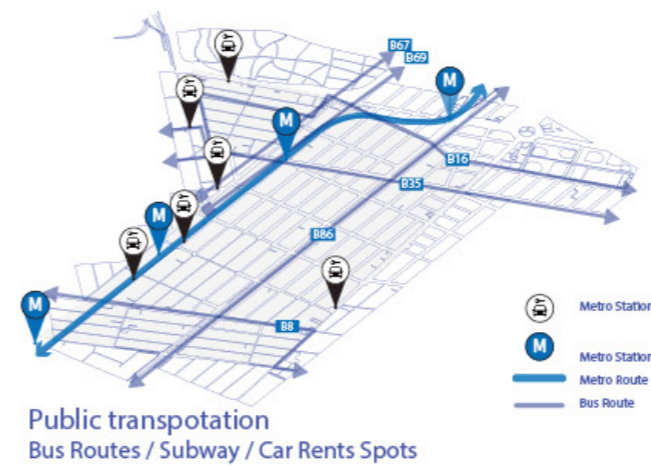 B67
B69
M
M
B16
B35
M
B86
M
B8
Metro Station
M
Metro Station
Metro Route
Bus Route
Public transpotation
Bus Routes / Subway / Car Rents Spots